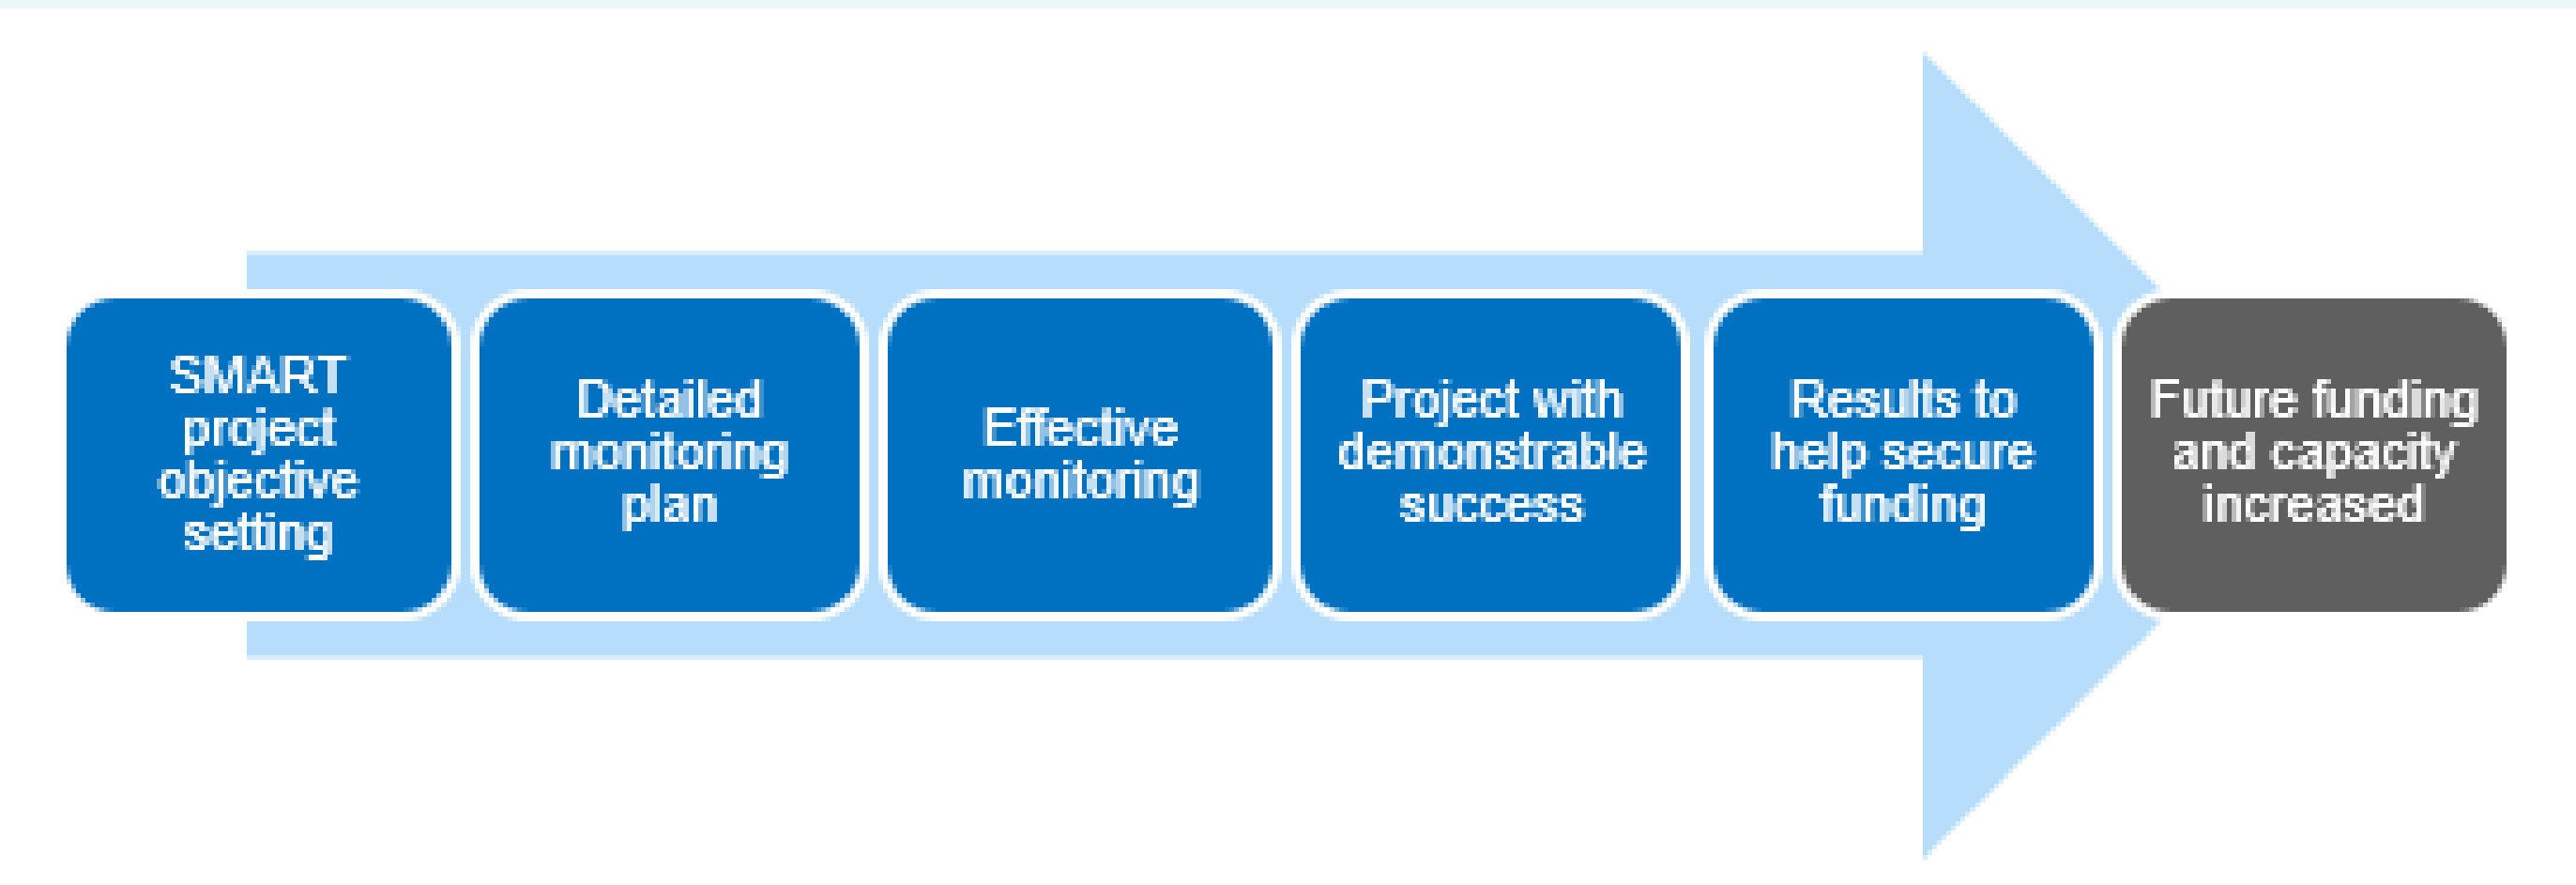 SMART
project
objective
setting
Detailed
monitoring
plan
Effective
monitoring
Project with
demonstrable
success
Results to
help secure
funding
Future funding
and capacity
increased